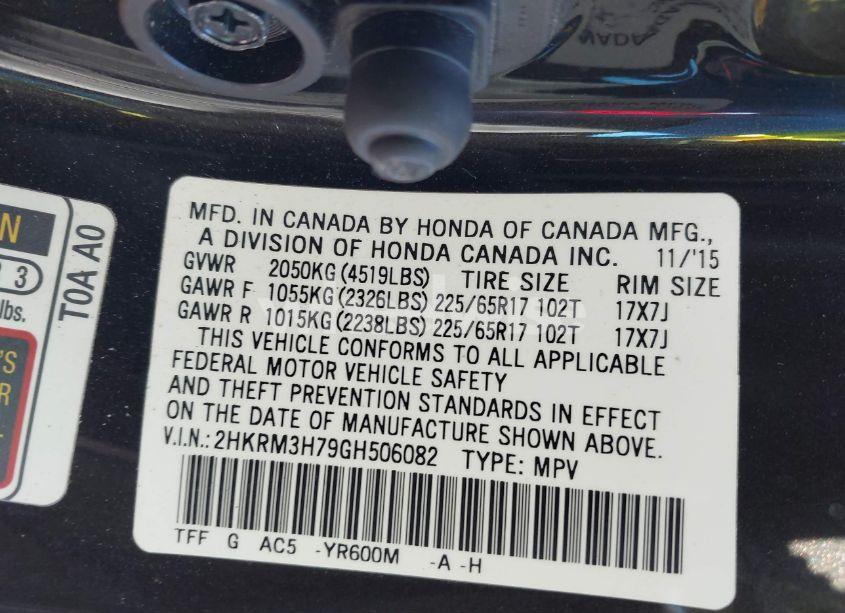 MFD. IN CANADA BY HONDA OF CANADA MFG.,
A DIVISION OF HONDA CANADA INC. 11/'15
GVWR 2050KG(4519LBS) TIRE SIZE RIM SIZE
GAWR F 1055KG(2326LBS) 225/65R17 102T 17X7J
GAWR R 1015KG(2238LBS) 225/65R17 102T 17X7J
THIS VEHICLE CONFORMS TO ALL APPLICABLE
FEDERAL MOTOR VEHICLE SAFETY
AND THEFT PREVENTION STANDARDS IN EFFECT
ON THE DATE OF MANUFACTURE SHOWN ABOVE.
V.I.N.: 2HKRM3H79GH506082 TYPE: MPV
TFF G AC5 -YR600M -A -H
N
3
lbs.
'S
R
T
T0A A0